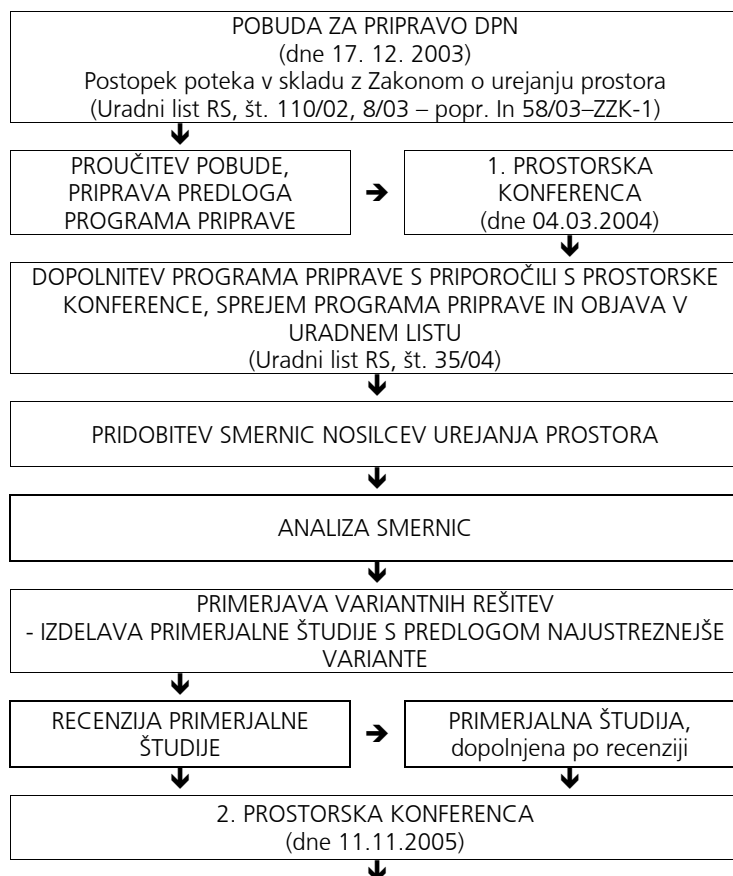 POBUDA ZA PRIPRAVO DPN
(dne 17. 12. 2003)
Postopek poteka v skladu z Zakonom o urejanju prostora
(Uradni list RS, št. 110/02, 8/03 – popr. In 58/03–ZZK-1)
PROUČITEV POBUDE,
PRIPRAVA PREDLOGA
PROGRAMA PRIPRAVE
1. PROSTORSKA
KONFERENCA
(dne 04.03.2004)
DOPOLNITEV PROGRAMA PRIPRAVE S PRIPOROČILI S PROSTORSKE
KONFERENCE, SPREJEM PROGRAMA PRIPRAVE IN OBJAVA V
URADNEM LISTU
(Uradni list RS, št. 35/04)
PRIDOBITEV SMERNIC NOSILCEV UREJANJA PROSTORA
ANALIZA SMERNIC
PRIMERJAVA VARIANTNIH REŠITEV
- IZDELAVA PRIMERJALNE ŠTUDIJE S PREDLOGOM NAJUSTREZNEJŠE
VARIANTE
RECENZIJA PRIMERJALNE
ŠTUDIJE
PRIMERJALNA ŠTUDIJA,
dopolnjena po recenziji
2. PROSTORSKA KONFERENCA
(dne 11.11.2005)